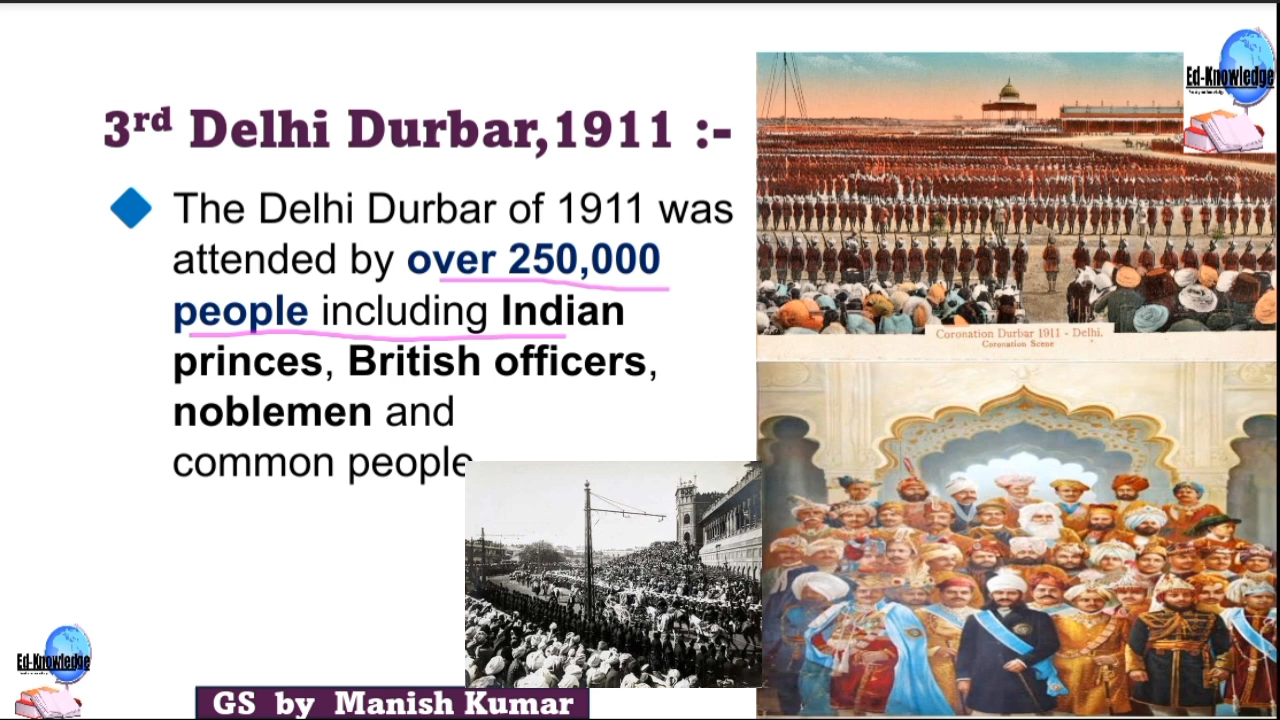 3rd Delhi Durbar,1911 :-
The Delhi Durbar of 1911 was
attended by over 250,000
people including Indian
princes, British officers,
noblemen and
common people
Ed-Knowledge
Coronation Durbar 1911 - Delhi.
Coronation Scene
Ed-Knowledge
GS by Manish Kumar